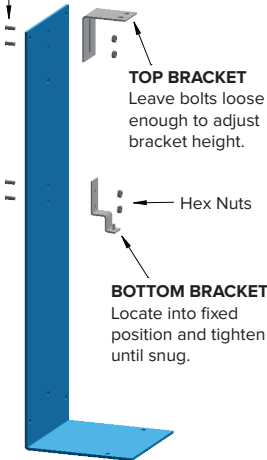 TOP BRACKET
Leave bolts loose
enough to adjust
bracket height.
Hex Nuts
BOTTOM BRACKET
Locate into fixed
position and tighten
until snug.